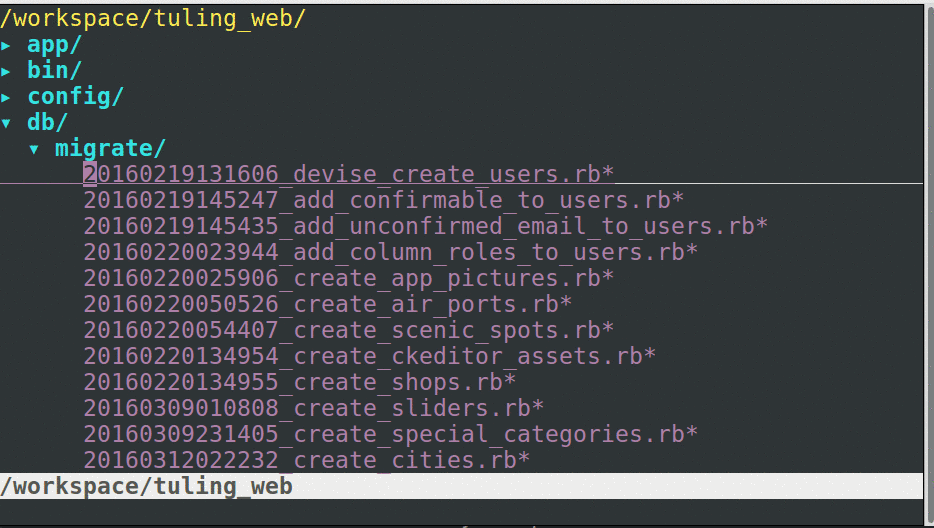 /workspace/tuling_web/
▸ app/
▸ bin/
▸ config/
▾ db/
▾ migrate/
20160219131606_devise_create_users.rb*
20160219145247_add_confirmable_to_users.rb*
20160219145435_add_unconfirmed_email_to_users.rb*
20160220023944_add_column_roles_to_users.rb*
20160220025906_create_app_pictures.rb*
20160220050526_create_air_ports.rb*
20160220054407_create_scenic_spots.rb*
20160220134954_create_ckeditor_assets.rb*
20160220134955_create_shops.rb*
20160309010808_create_sliders.rb*
20160309231405_create_special_categories.rb*
20160312022232_create_cities.rb*
/workspace/tuling_web